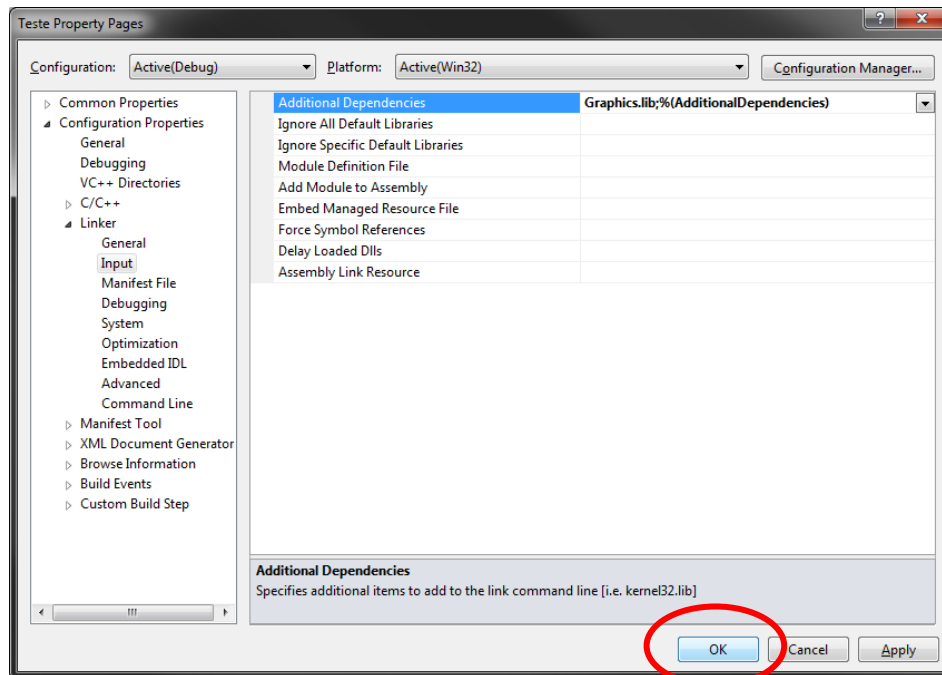 Teste Property Pages
Configuration: Active(Debug) Platform: Active(Win32) Configuration Manager...
Common Properties
Configuration Properties
General
Debugging
VC++ Directories
C/C++
Linker
General
Input
Manifest File
Debugging
System
Optimization
Embedded IDL
Advanced
Command Line
Manifest Tool
XML Document Generator
Browse Information
Build Events
Custom Build Step
Additional Dependencies Graphics.lib;%(AdditionalDependencies)
Ignore All Default Libraries
Ignore Specific Default Libraries
Module Definition File
Add Module to Assembly
Embed Managed Resource File
Force Symbol References
Delay Loaded Dlls
Assembly Link Resource
Additional Dependencies
Specifies additional items to add to the link command line [i.e. kernel32.lib]
OK Cancel Apply